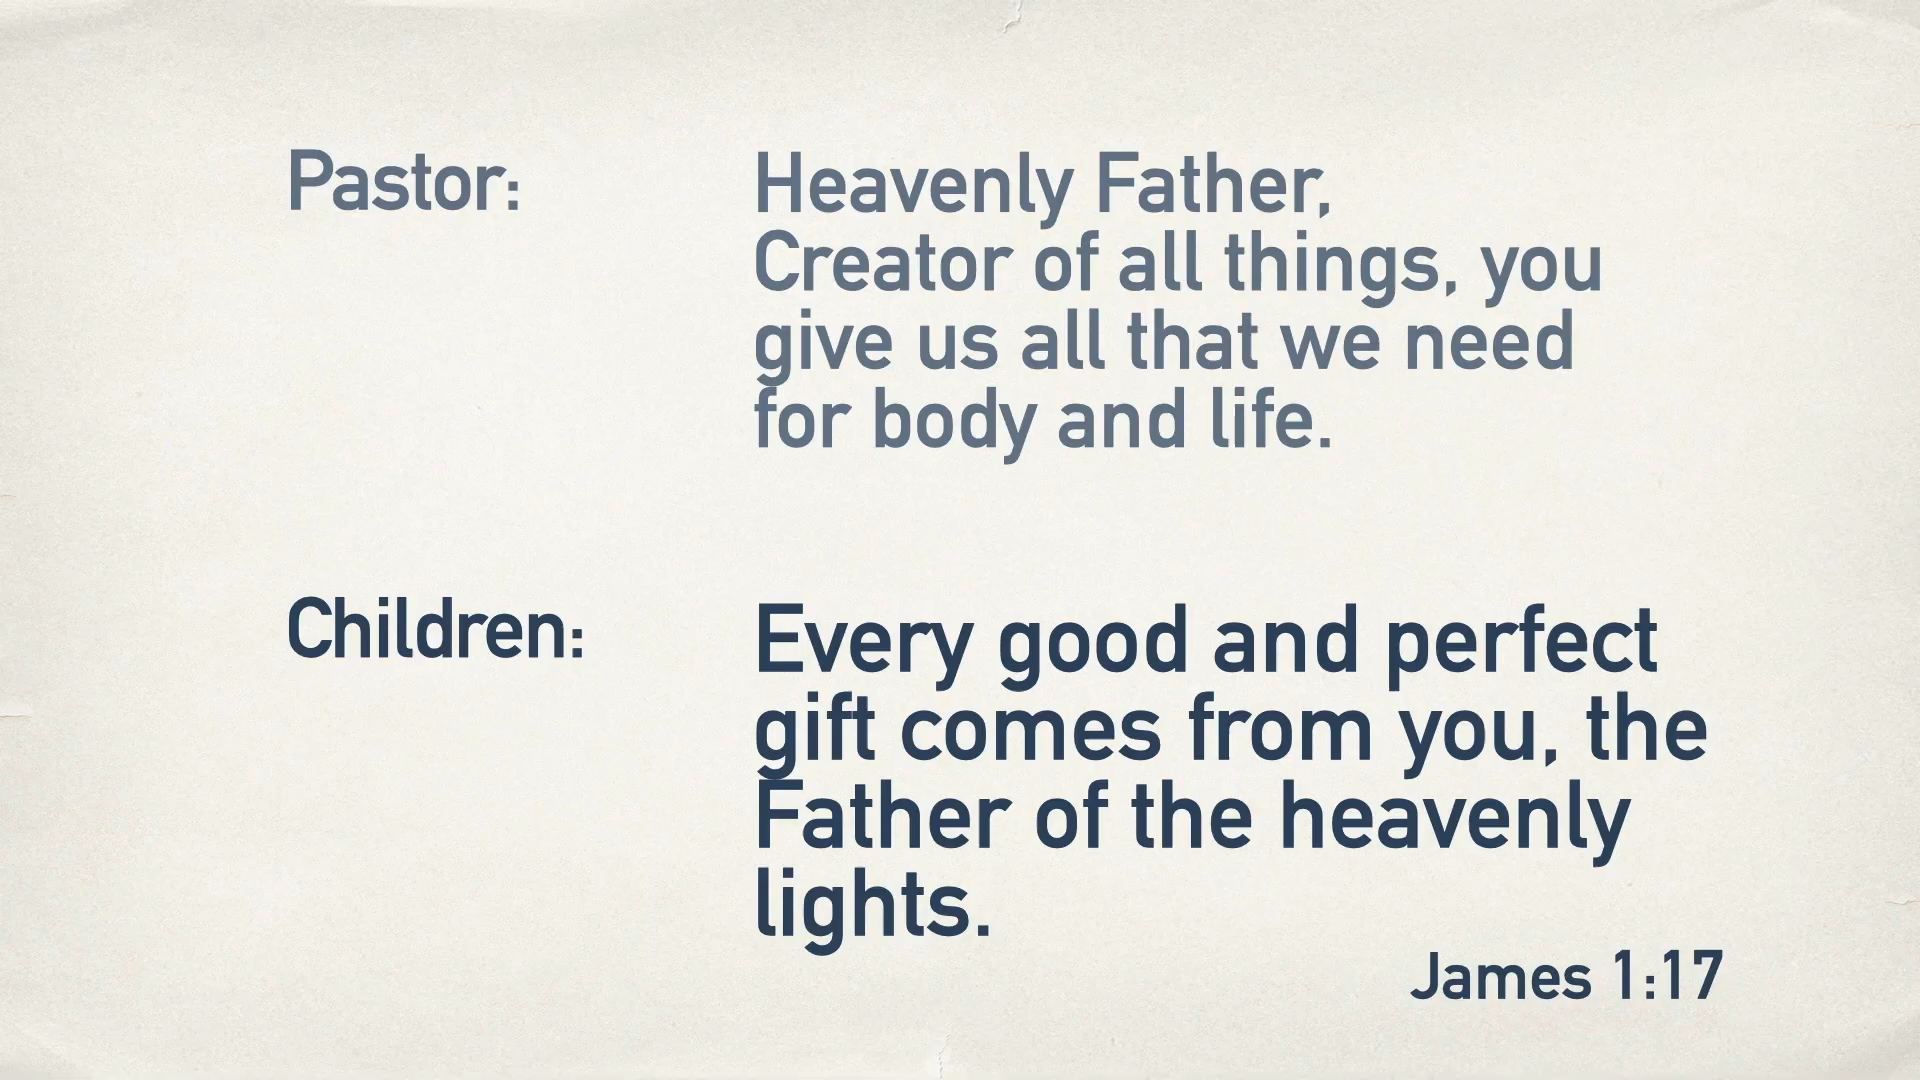 Pastor: Heavenly Father,
Creator of all things, you
give us all that we need
for body and life.
Children: Every good and perfect
gift comes from you, the
Father of the heavenly
lights.
James 1:17